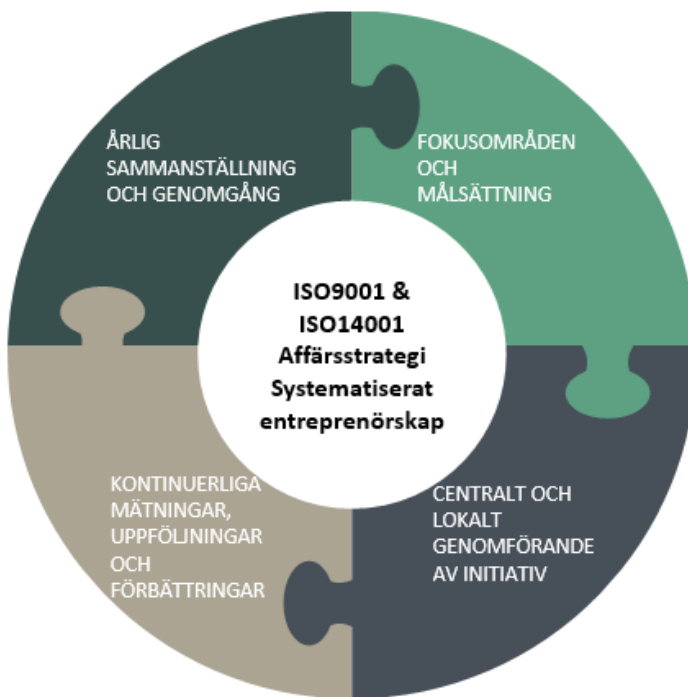 ÅRLIG
SAMMANSTÄLLNING
OCH GENOMGÅNG
FOKUSOMRÅDEN
OCH
MÅLSÄTTNING
ISO9001 &
ISO14001
Affärsstrategi
Systematiserat
entreprenörskap
KONTINUERLIGA
MÄTNINGAR,
UPPFÖLJNINGAR
OCH
FÖRBÄTTRINGAR
CENTRALT OCH
LOKALT
GENOMFÖRANDE
AV INITIATIV